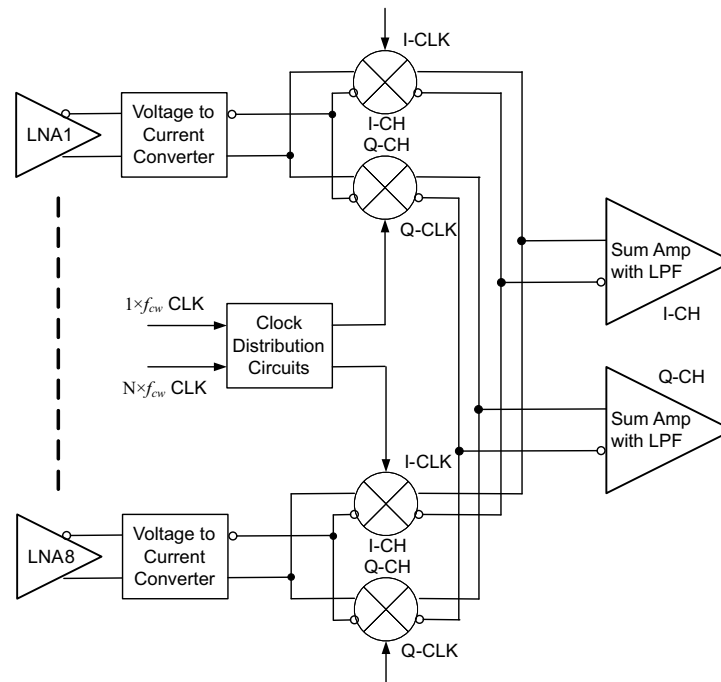 I-CLK
LNA1
Voltage to
Current
Converter
I-CH
Q-CH
Q-CLK
Sum Amp
with LPF
I-CH
1×fcw CLK
Clock
Distribution
Circuits
N×fcw CLK
Q-CH
Sum Amp
with LPF
I-CLK
LNA8
Voltage to
Current
Converter
I-CH
Q-CH
Q-CLK